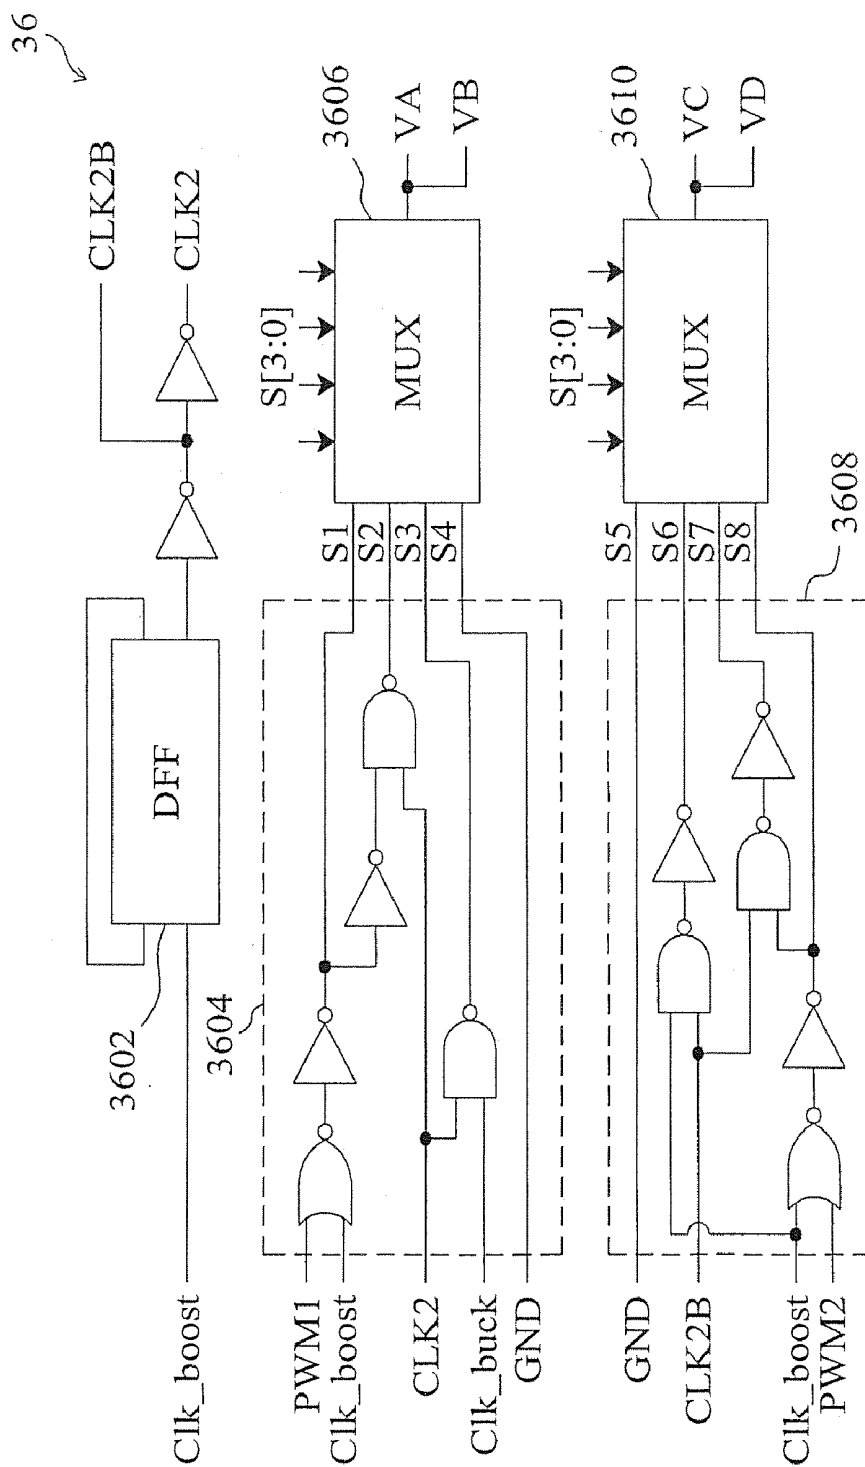 36
Clk_boost
3602
DFF
CLK2B
CLK2
3604
PWM1
Clk_boost
CLK2
Clk_buck
GND
S1
S2
S3
S4
S[3:0]
MUX
3606
VA
VB
GND
CLK2B
Clk_boost
PWM2
S5
S6
S7
S8
3608
S[3:0]
MUX
3610
VC
VD